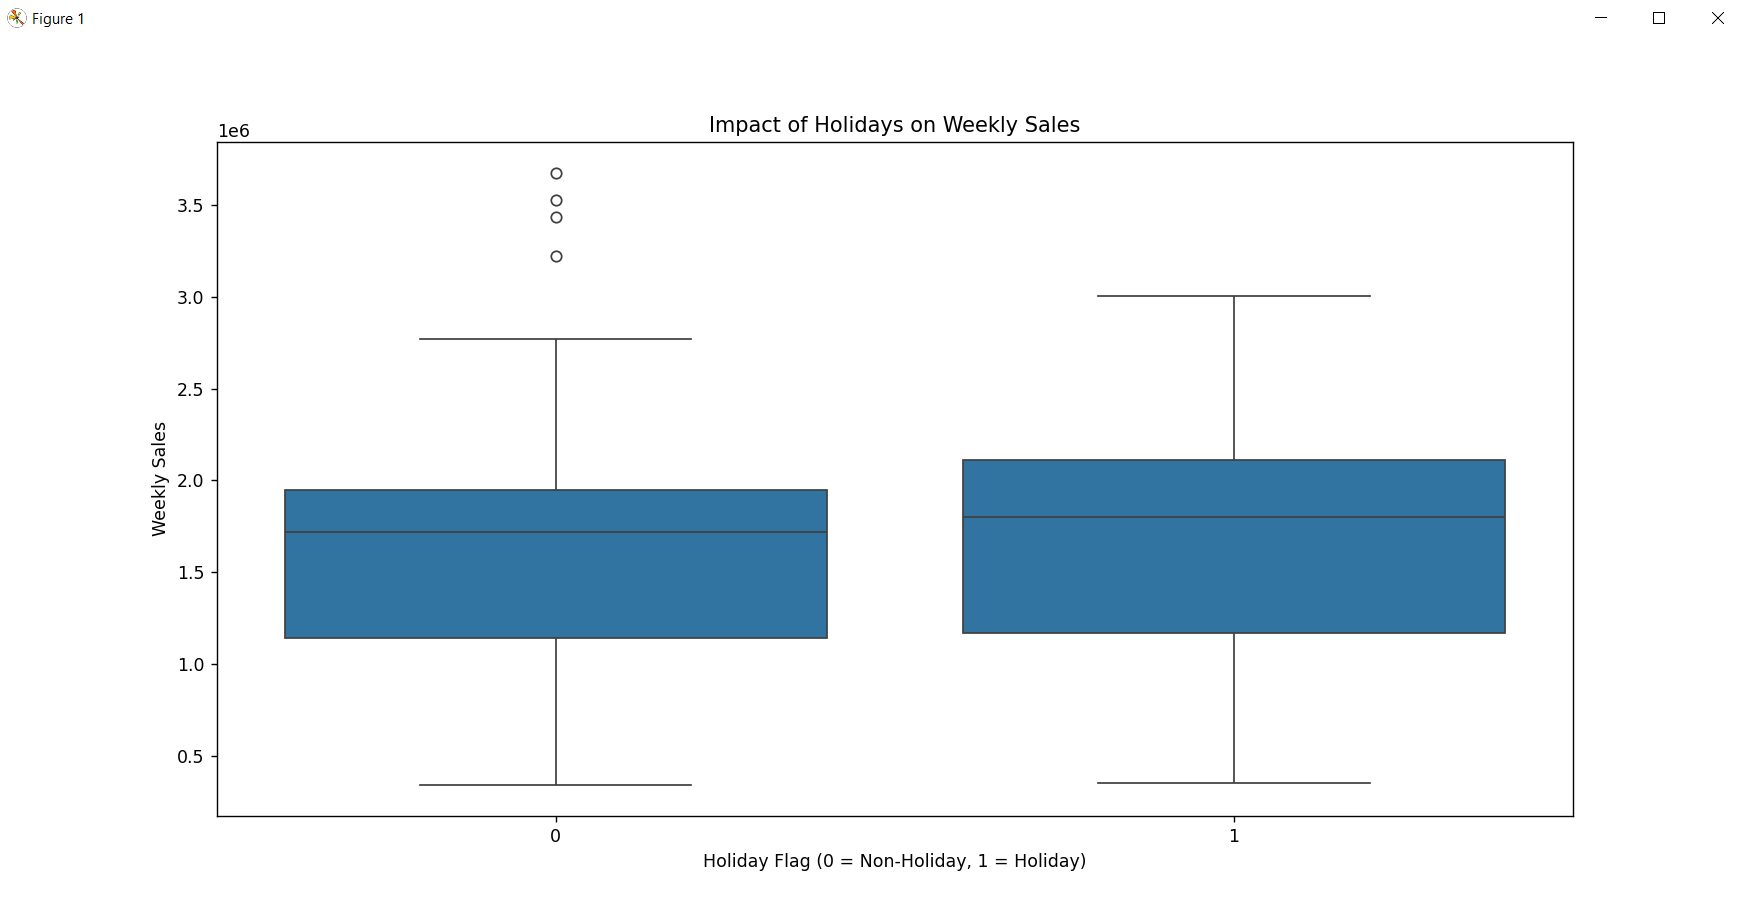 Figure 1
Impact of Holidays on Weekly Sales
1e6
3.5
3.0
2.5
2.0
1.5
1.0
0.5
Weekly Sales
0
1
Holiday Flag (0 = Non-Holiday, 1 = Holiday)